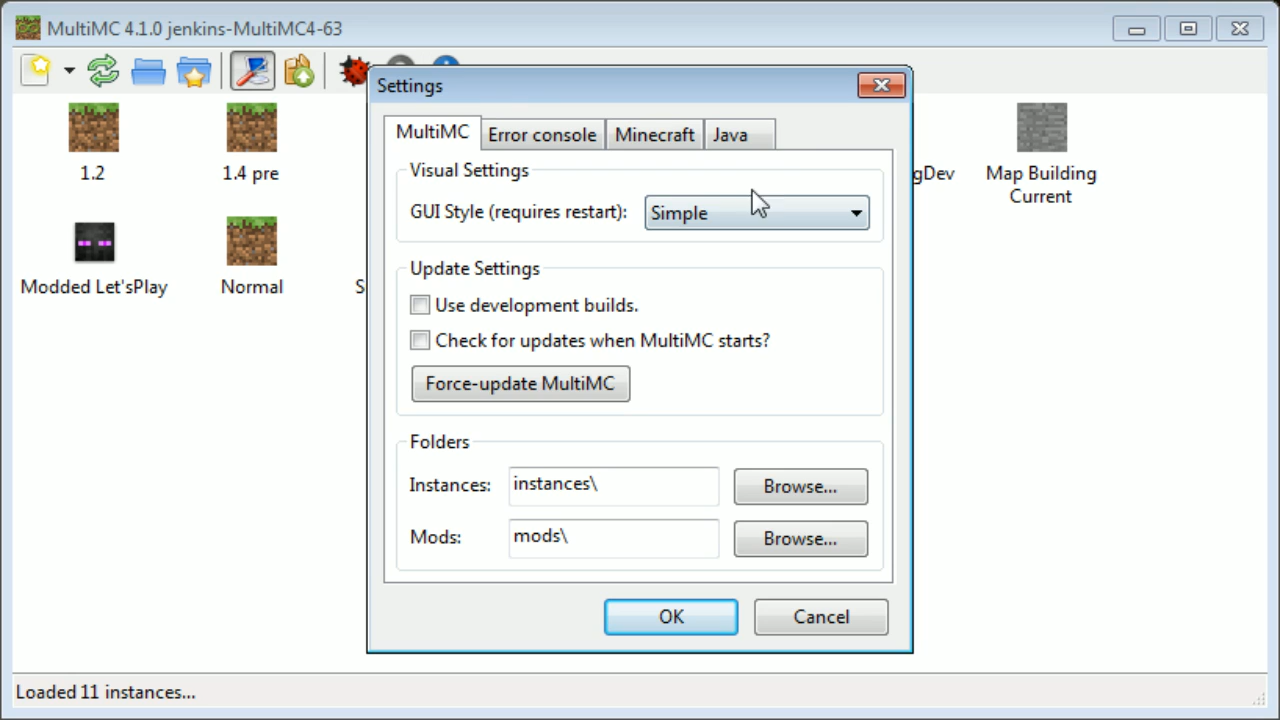 MultiMC 4.1.0 jenkins-MultiMC4-63
Settings
MultiMC
Error console
Minecraft
Java
Visual Settings
GUI Style (requires restart):
Simple
Update Settings
Use development builds.
Check for updates when MultiMC starts?
Force-update MultiMC
Folders
Instances:
instances\
Browse...
Mods:
mods\
Browse...
OK
Cancel
1.2
1.4 pre
gDev
Map Building
Current
Modded Let'sPlay
Normal
S
Loaded 11 instances...